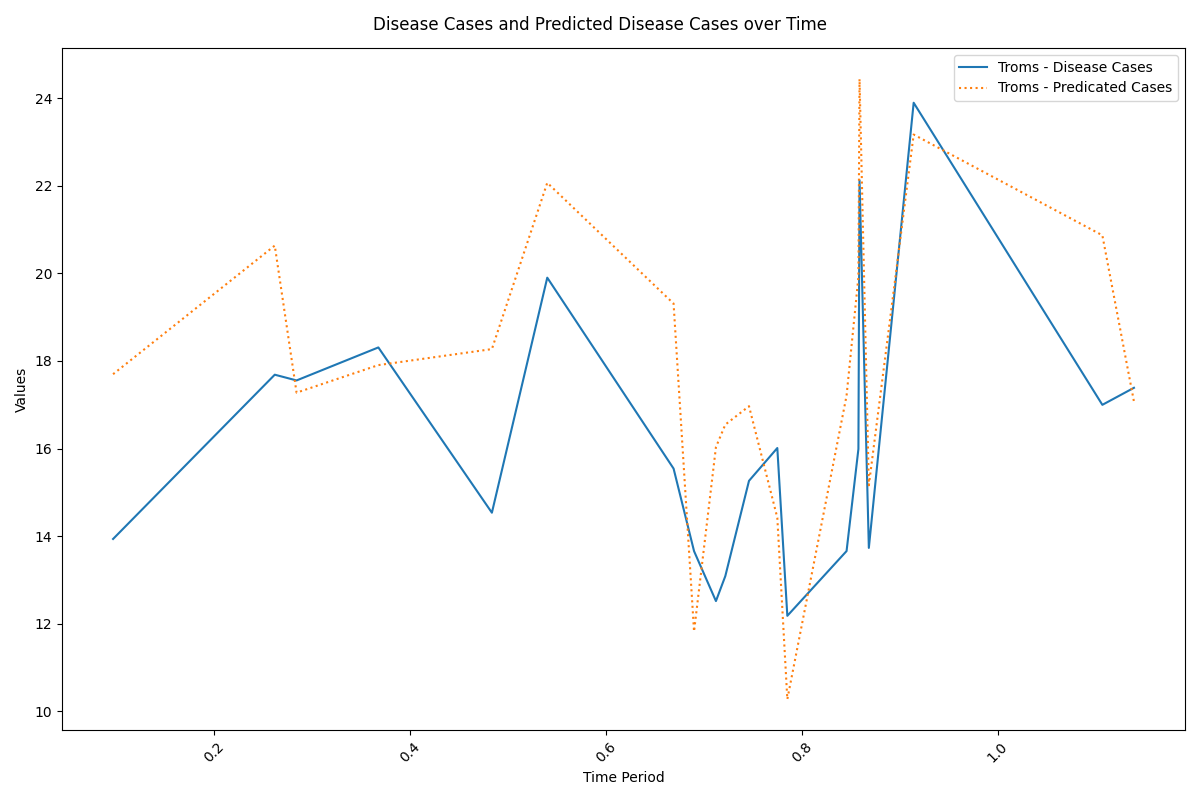 Disease Cases and Predicted Disease Cases over Time
Troms - Disease Cases
Troms - Predicated Cases
24
22
20
18
16
14
12
10
Values
0.2
0.4
0.6
0.8
1.0
Time Period